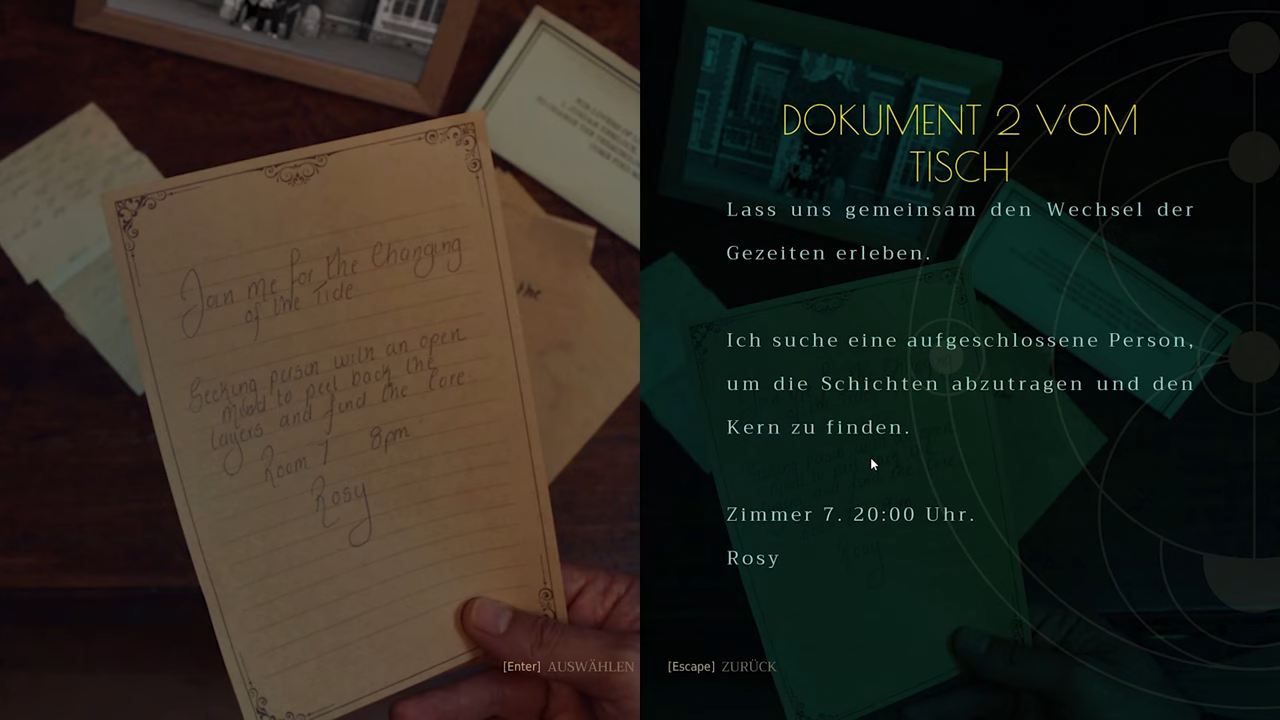 Join me for the Changing
of the Tide
Seeking person with an open
mind to peel back the
layers and find the Core.
Room 7 8pm
Rosy
DOKUMENT 2 VOM
TISCH
Lass uns gemeinsam den Wechsel der
Gezeiten erleben.
Ich suche eine aufgeschlossene Person,
um die Schichten abzutragen und den
Kern zu finden.
Zimmer 7. 20:00 Uhr.
Rosy
[Enter] AUSWÄHLEN
[Escape] ZURÜCK